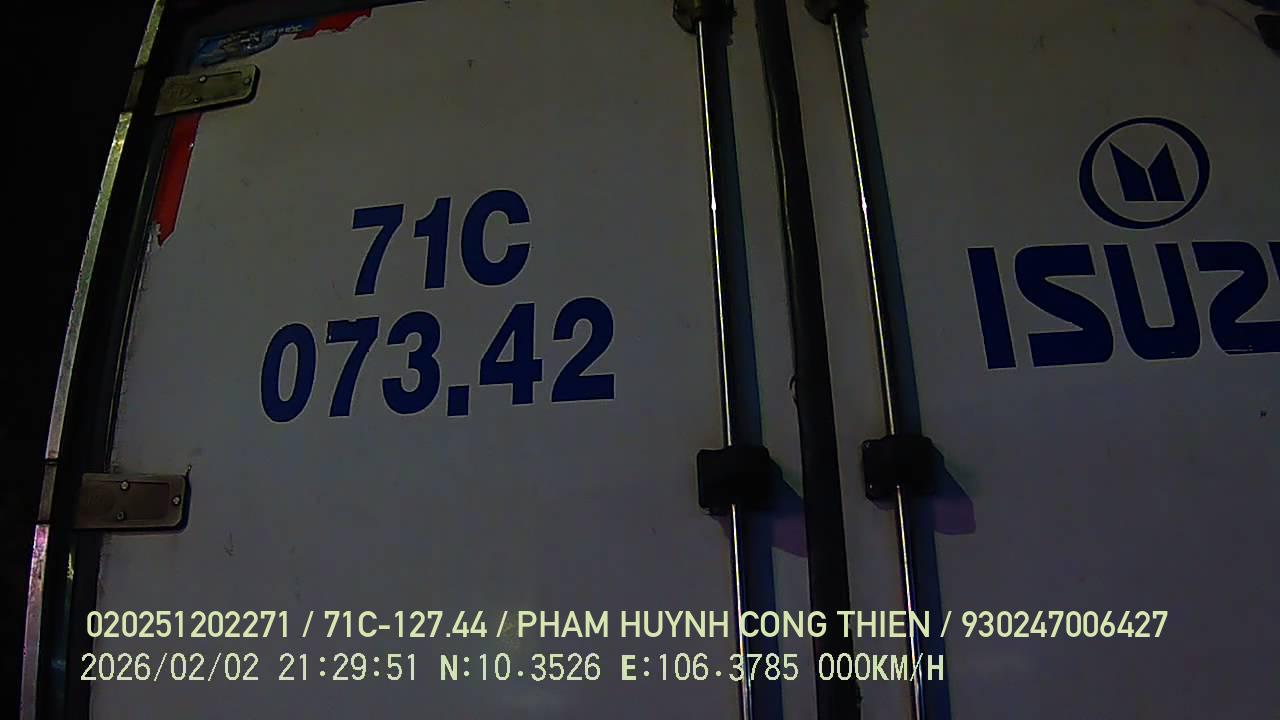 71C
073.42
ISUZ
020251202271 / 71C-127.44 / PHAM HUYNH CONG THIEN / 930247006427
2026/02/02 21:29:51 N:10.3526 E:106.3785 000KM/H